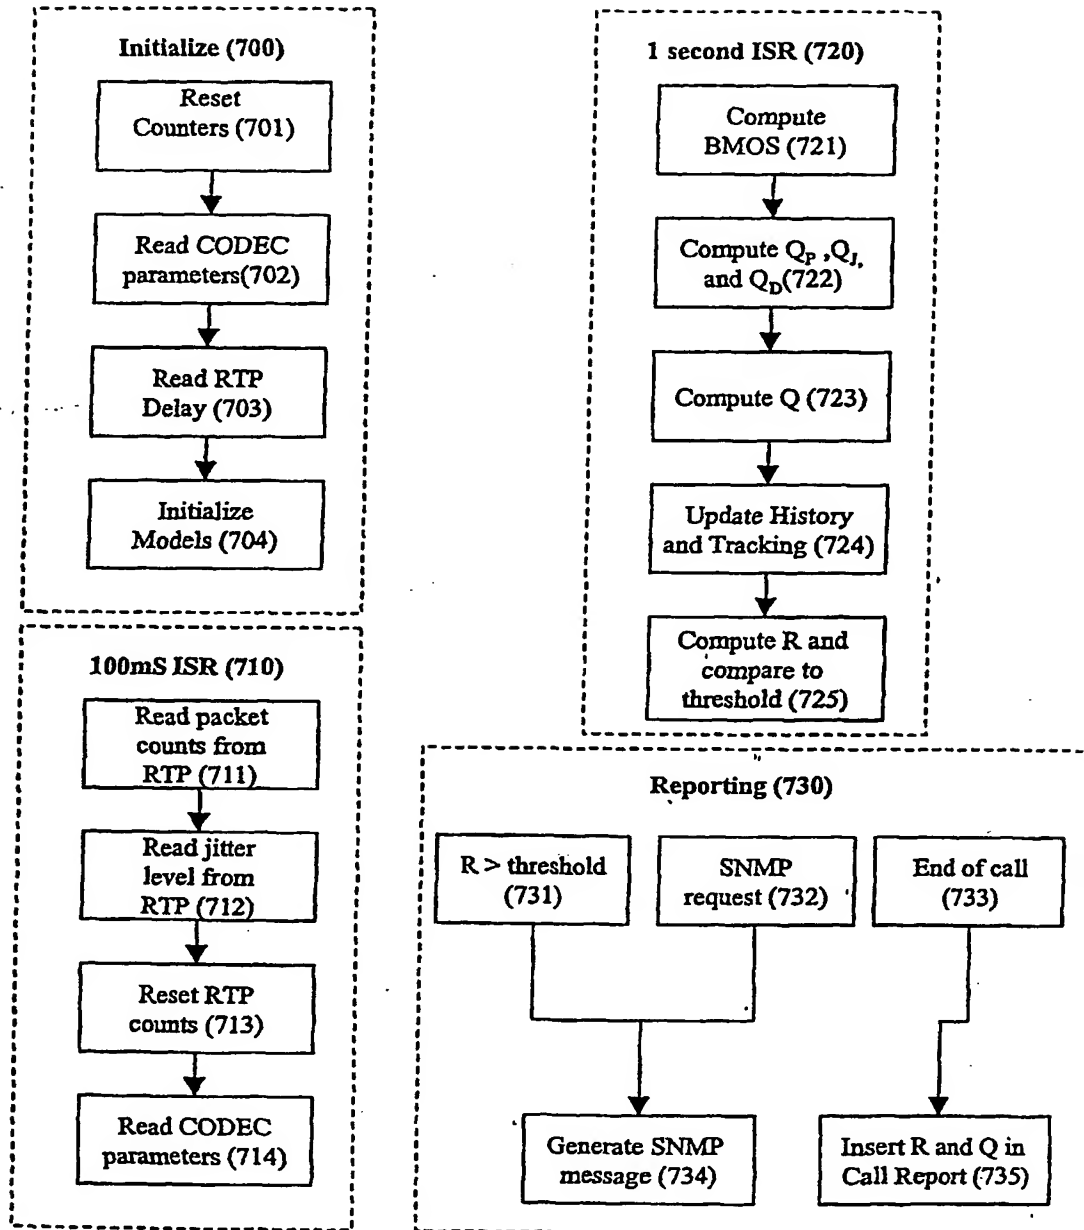 Initialize (700)
Reset
Counters (701)
Read CODEC
parameters(702)
Read RTP
Delay (703)
Initialize
Models (704)
100mS ISR (710)
Read packet
counts from
RTP (711)
Read jitter
level from
RTP (712)
Reset RTP
counts (713)
Read CODEC
parameters (714)
1 second ISR (720)
Compute
BMOS (721)
Compute QP ,QJ,
and QD(722)
Compute Q (723)
Update History
and Tracking (724)
Compute R and
compare to
threshold (725)
Reporting (730)
R > threshold
(731)
SNMP
request (732)
End of call
(733)
Generate SNMP
message (734)
Insert R and Q in
Call Report (735)